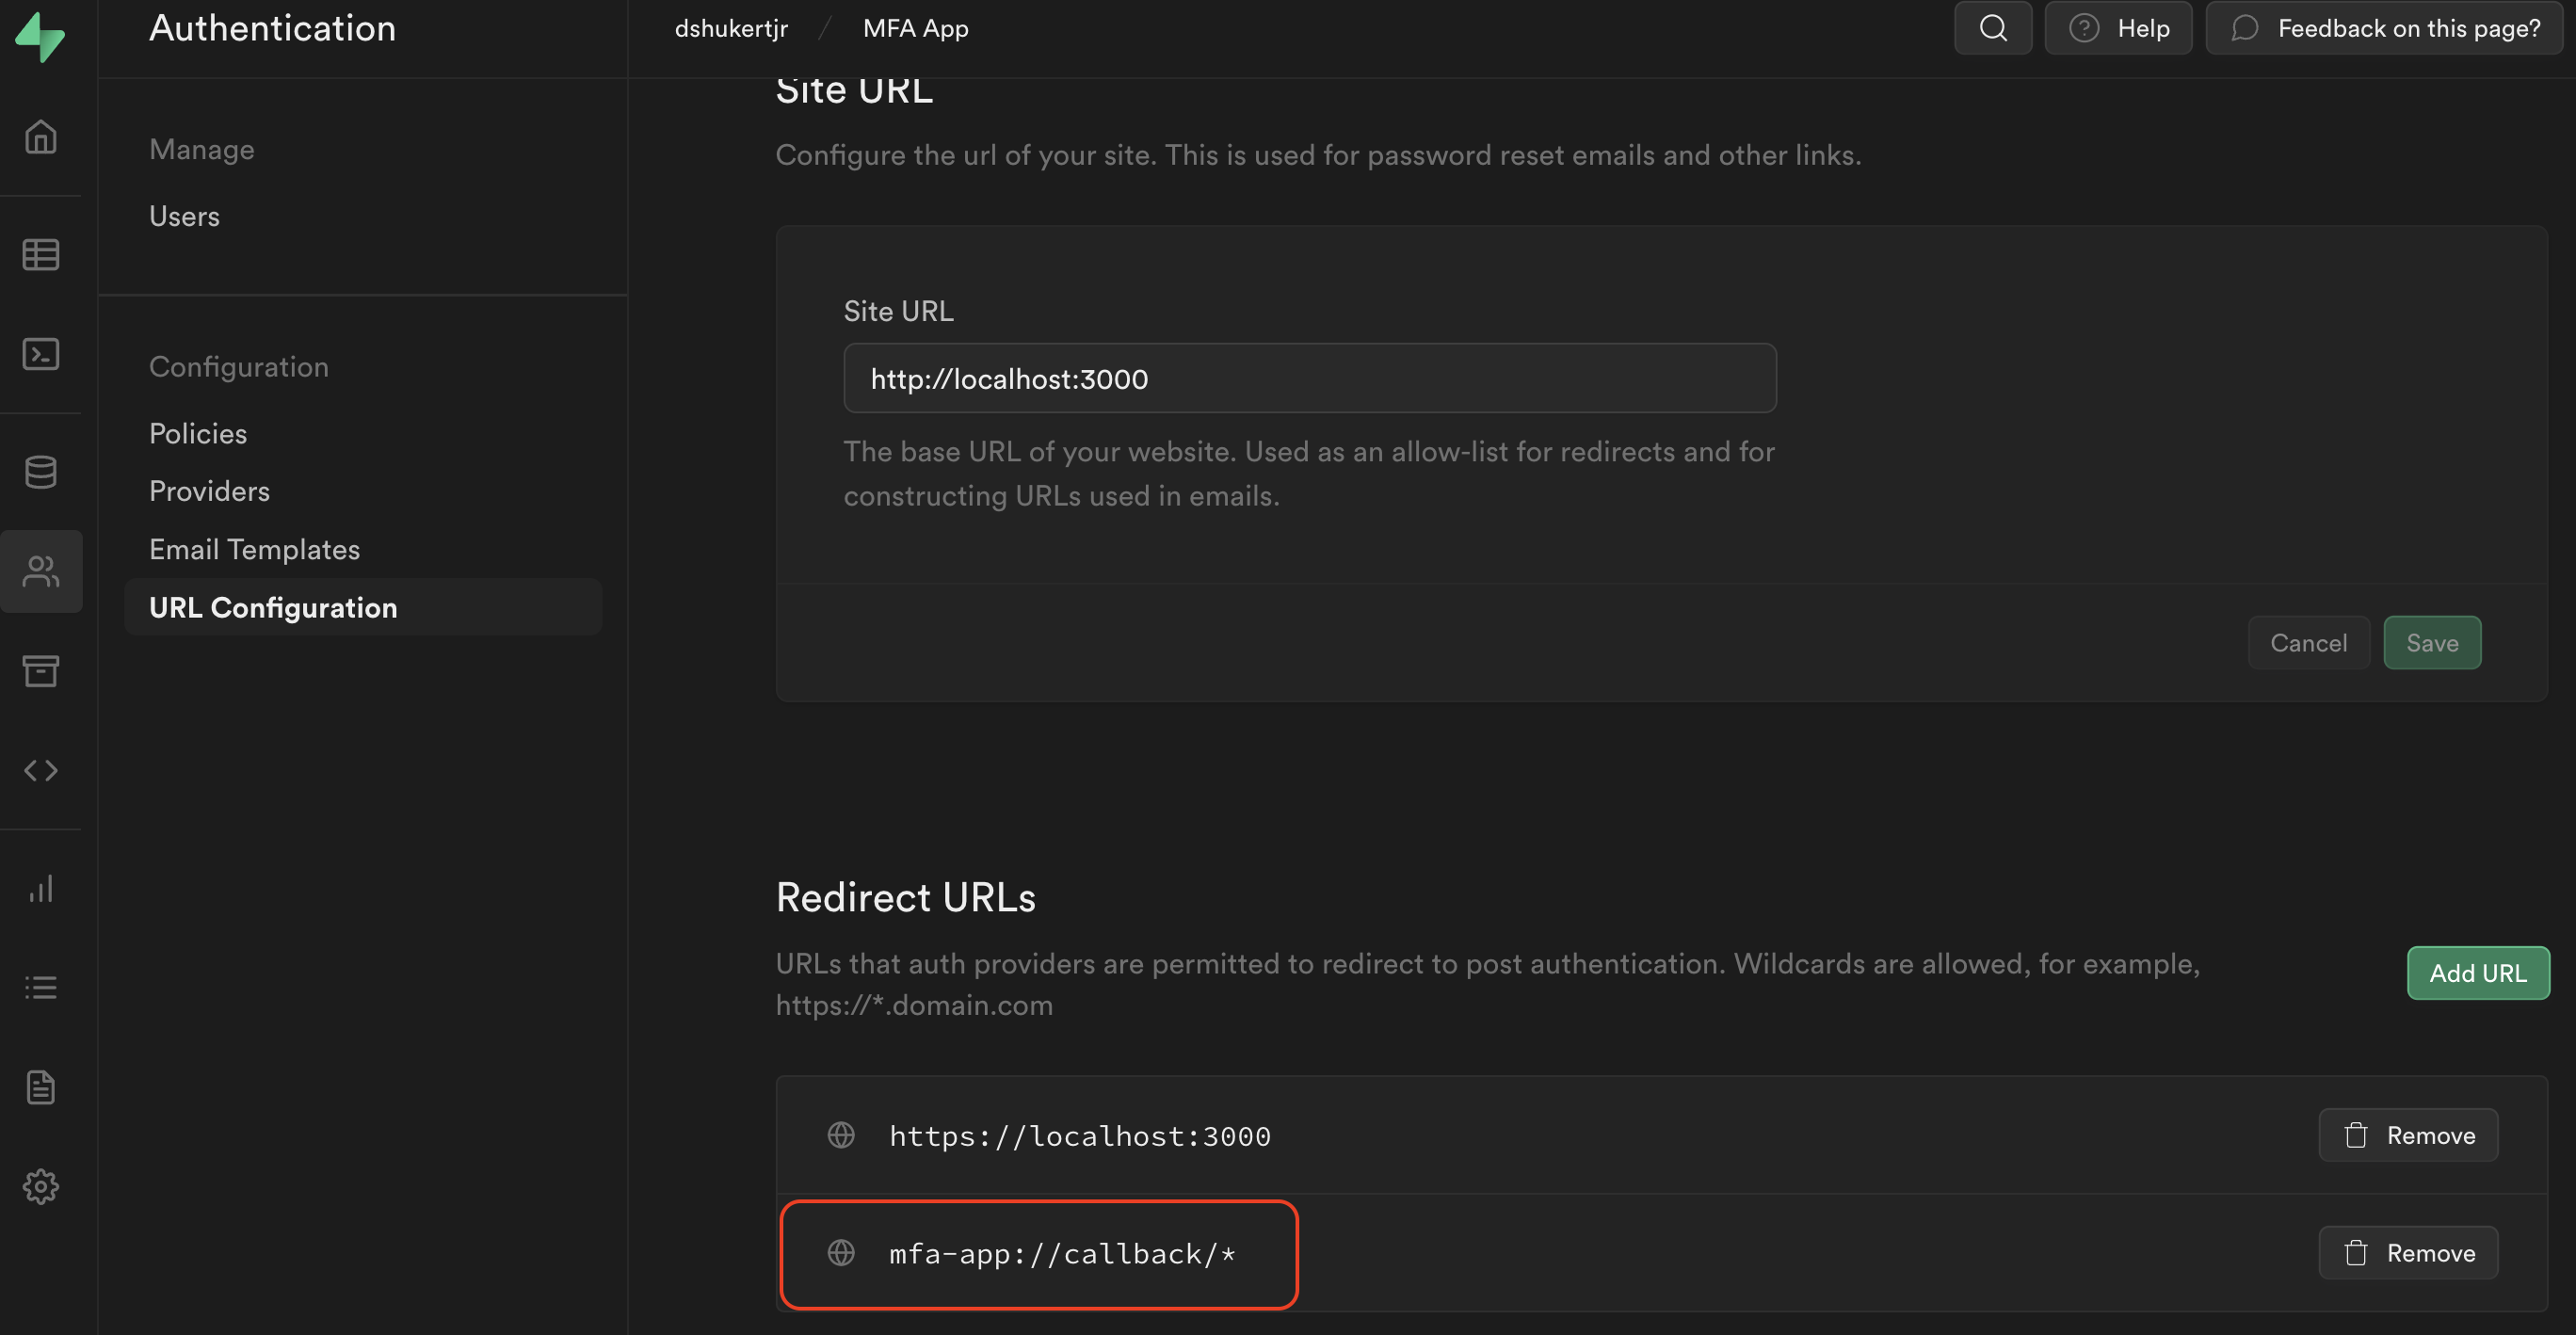 Authentication
dshukertjr / MFA App
Help
Feedback on this page?
Manage
Users
Configuration
Policies
Providers
Email Templates
URL Configuration
Site URL
Configure the url of your site. This is used for password reset emails and other links.
Site URL
http://localhost:3000
The base URL of your website. Used as an allow-list for redirects and for
constructing URLs used in emails.
Cancel
Save
Redirect URLs
URLs that auth providers are permitted to redirect to post authentication. Wildcards are allowed, for example,
https://*.domain.com
Add URL
https://localhost:3000
Remove
mfa-app://callback/*
Remove